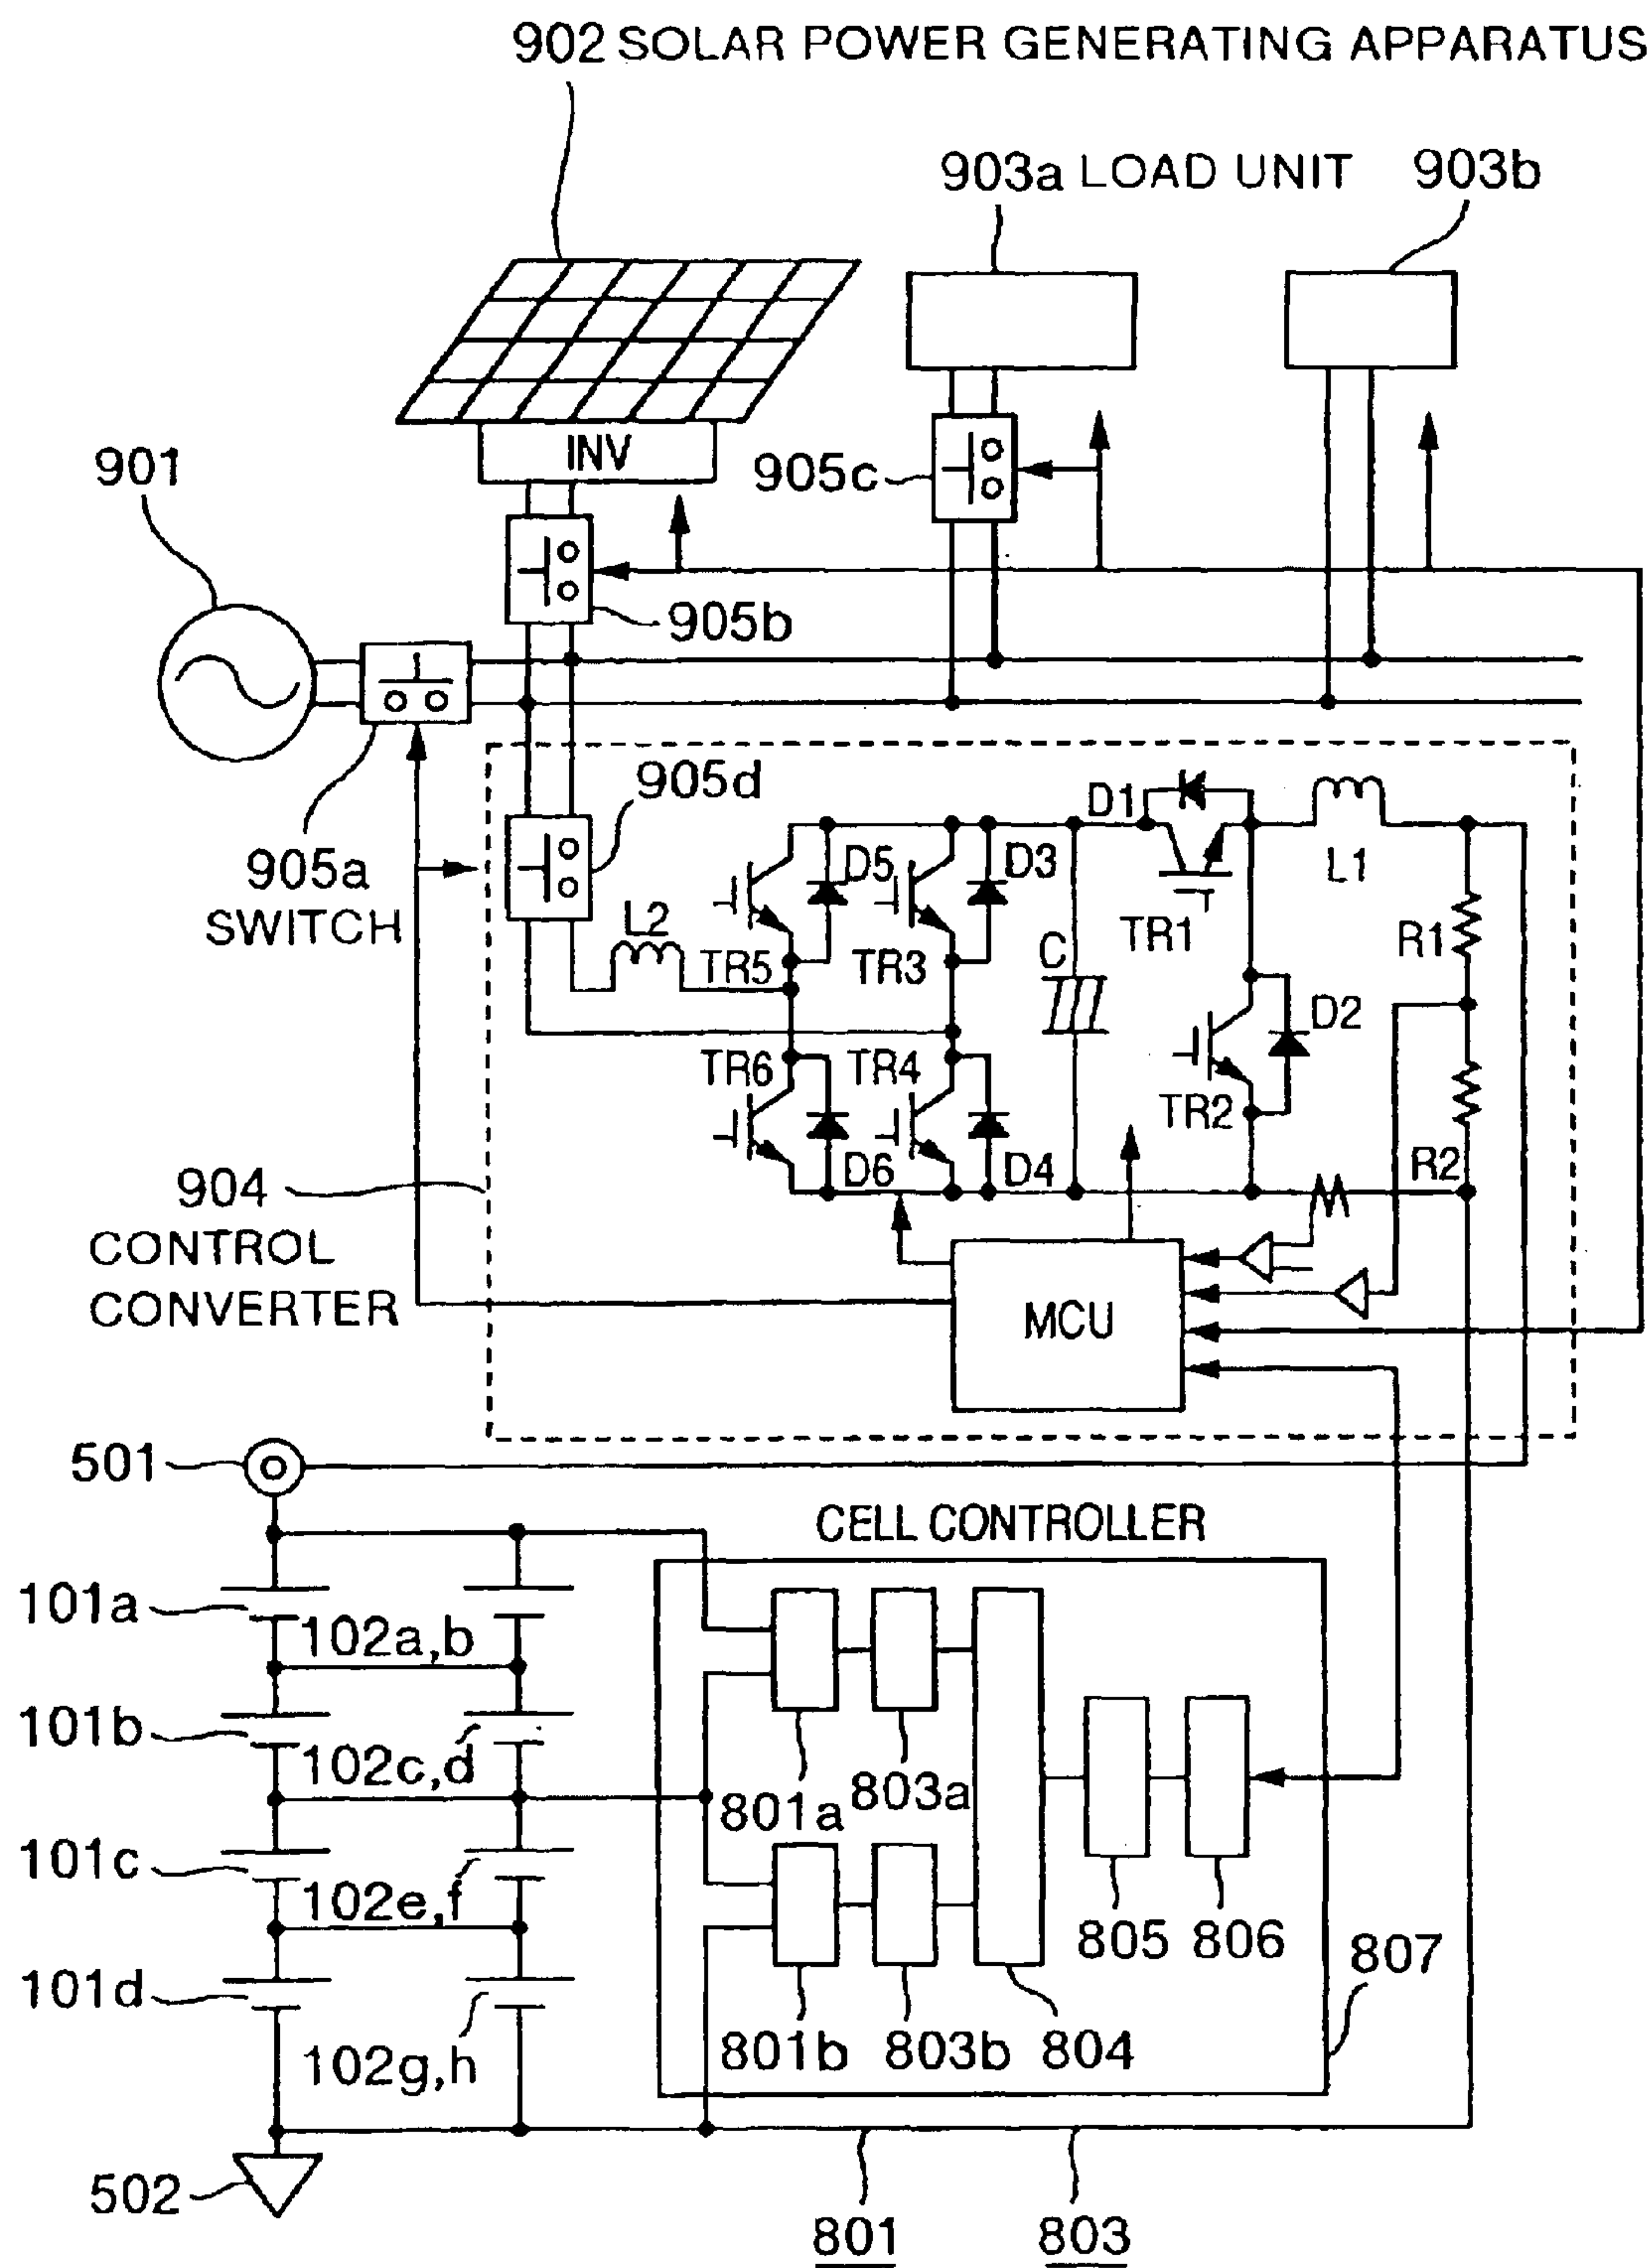 902 SOLAR POWER GENERATING APPARATUS
903a LOAD UNIT 903b
901
INV
905c
905b
905d
905a
SWITCH
D1
L1
D5
D3
L2
TR5
TR3
C
TR1
R1
D2
TR6
TR4
TR2
R2
D6
D4
904
CONTROL
CONVERTER
MCU
501
CELL CONTROLLER
101a
102a,b
101b
102c,d
801a
803a
101c
102e,f
805
806
807
101d
102g,h
801b
803b
804
502
801
803